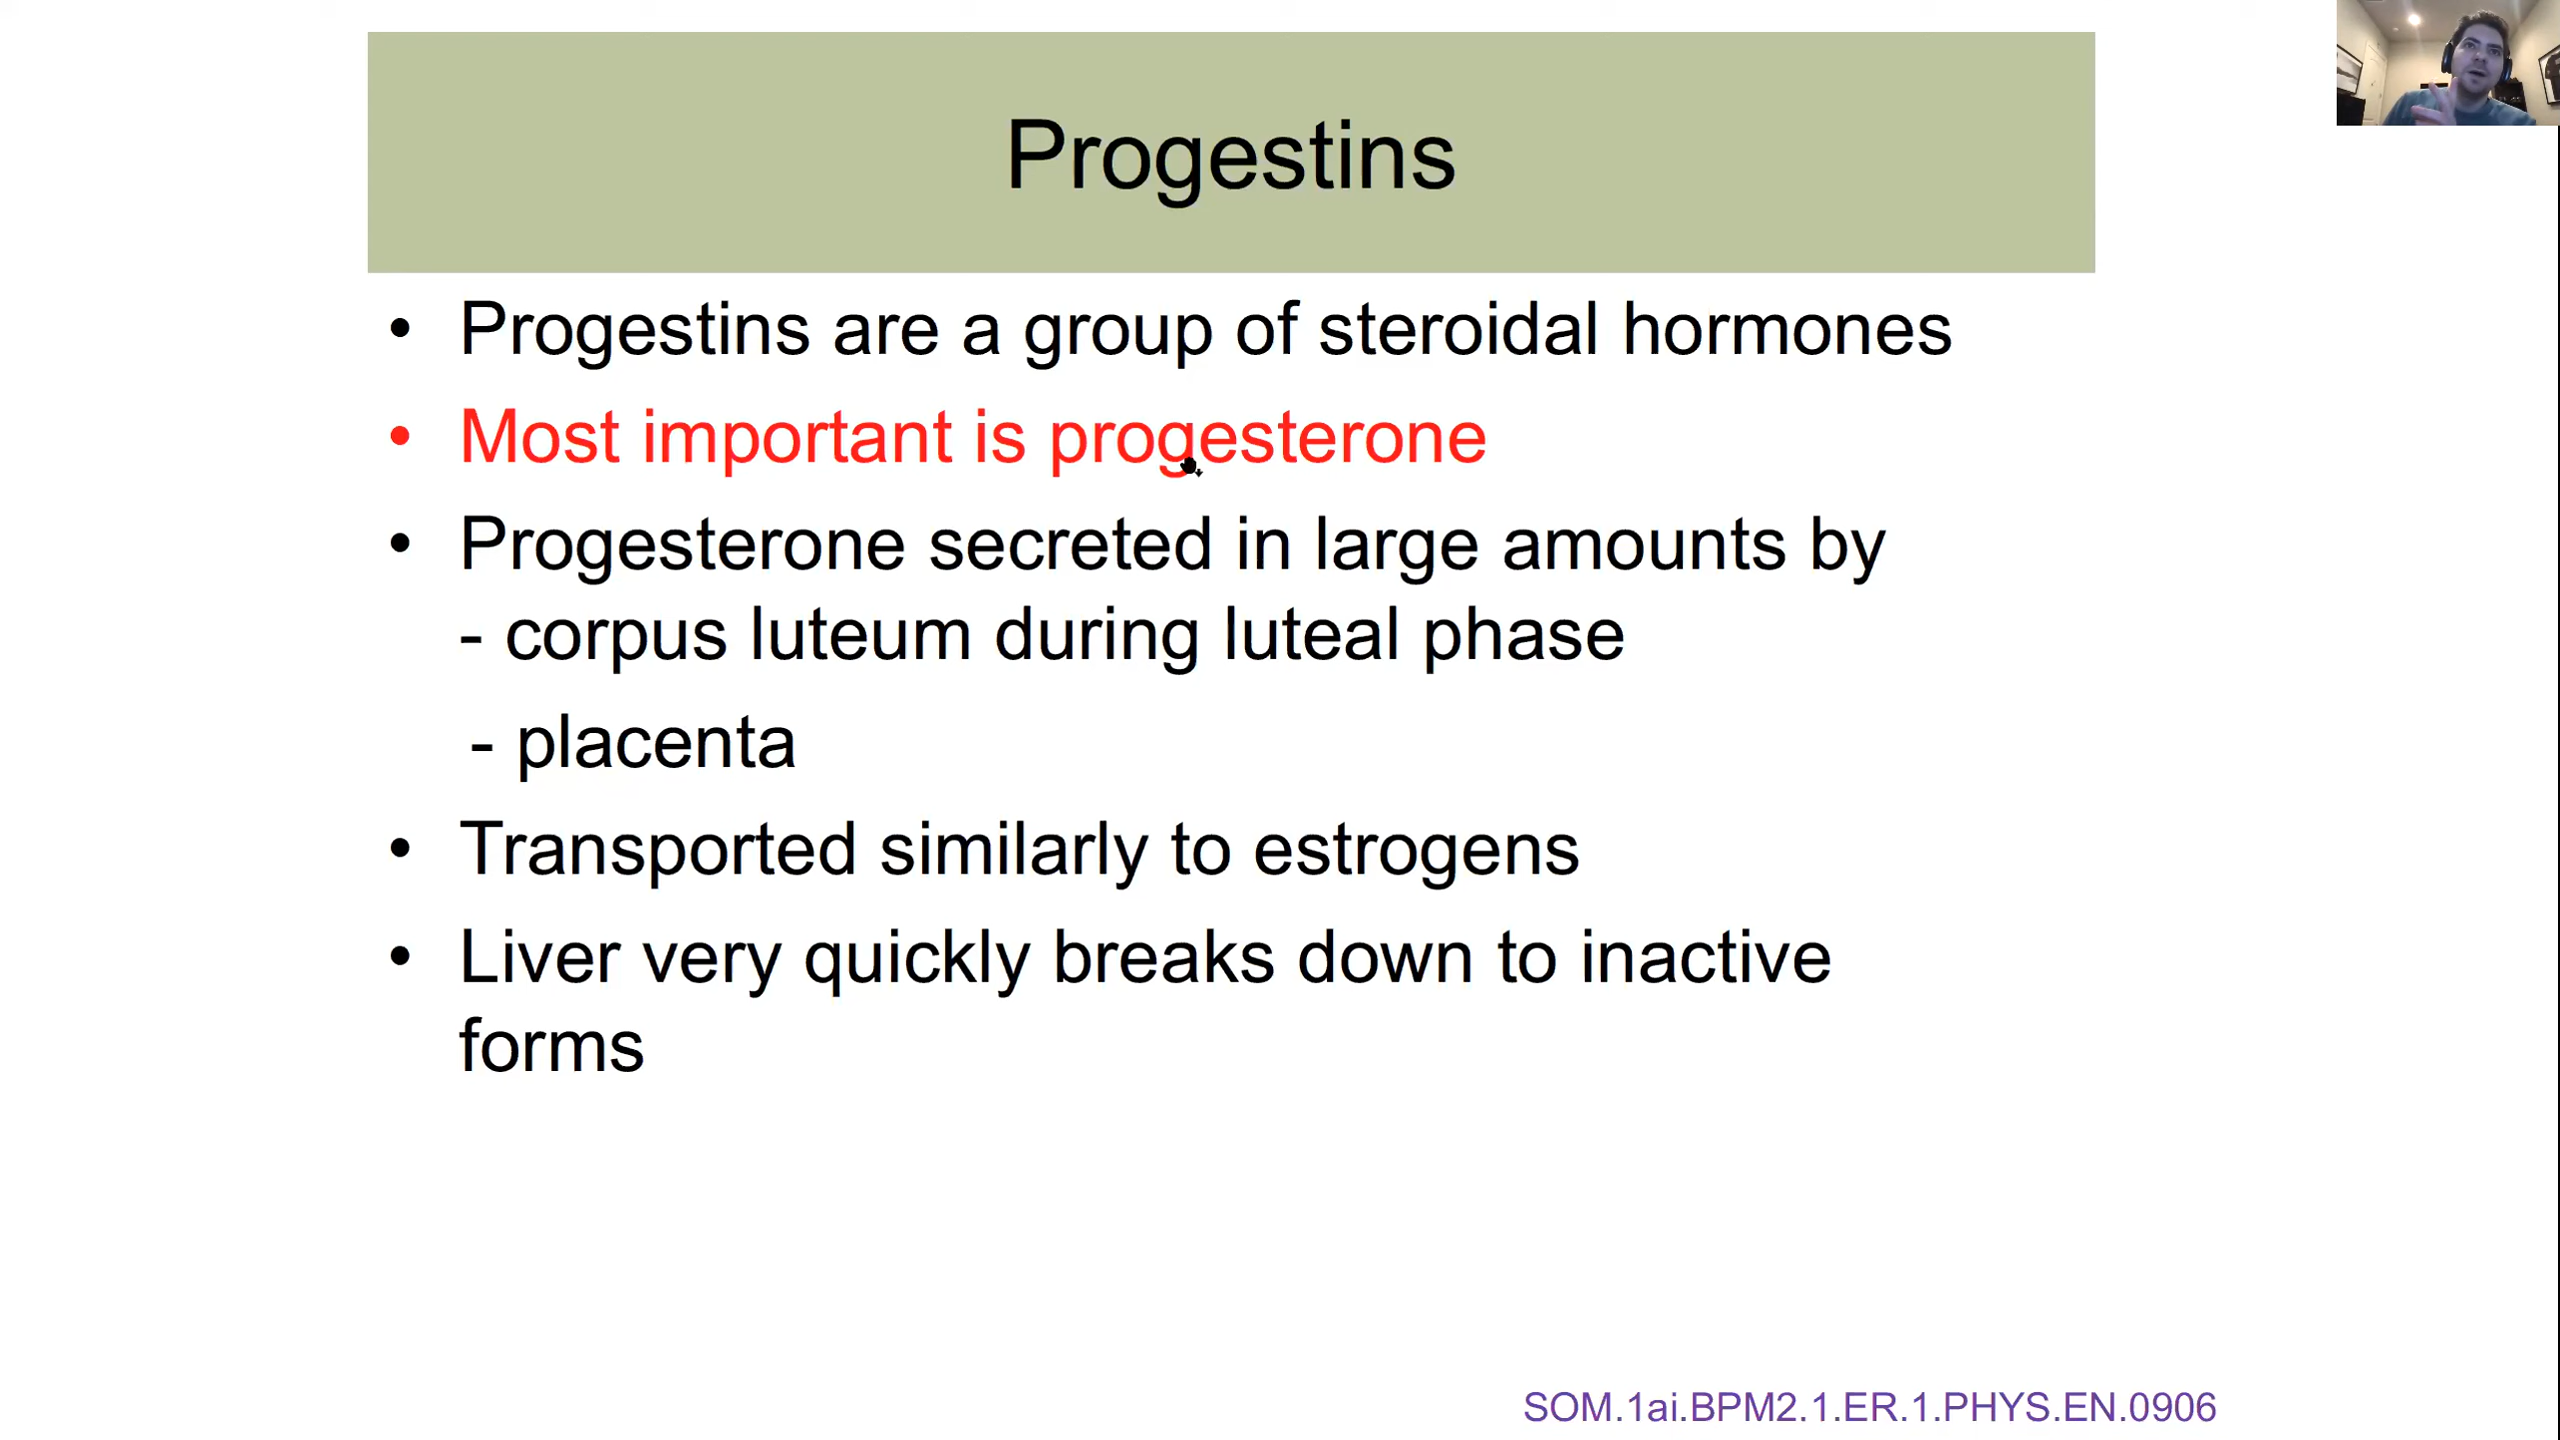 Progestins
• Progestins are a group of steroidal hormones
• Most important is progesterone
• Progesterone secreted in large amounts by
- corpus luteum during luteal phase
- placenta
• Transported similarly to estrogens
• Liver very quickly breaks down to inactive
forms
SOM.1ai.BPM2.1.ER.1.PHYS.EN.0906